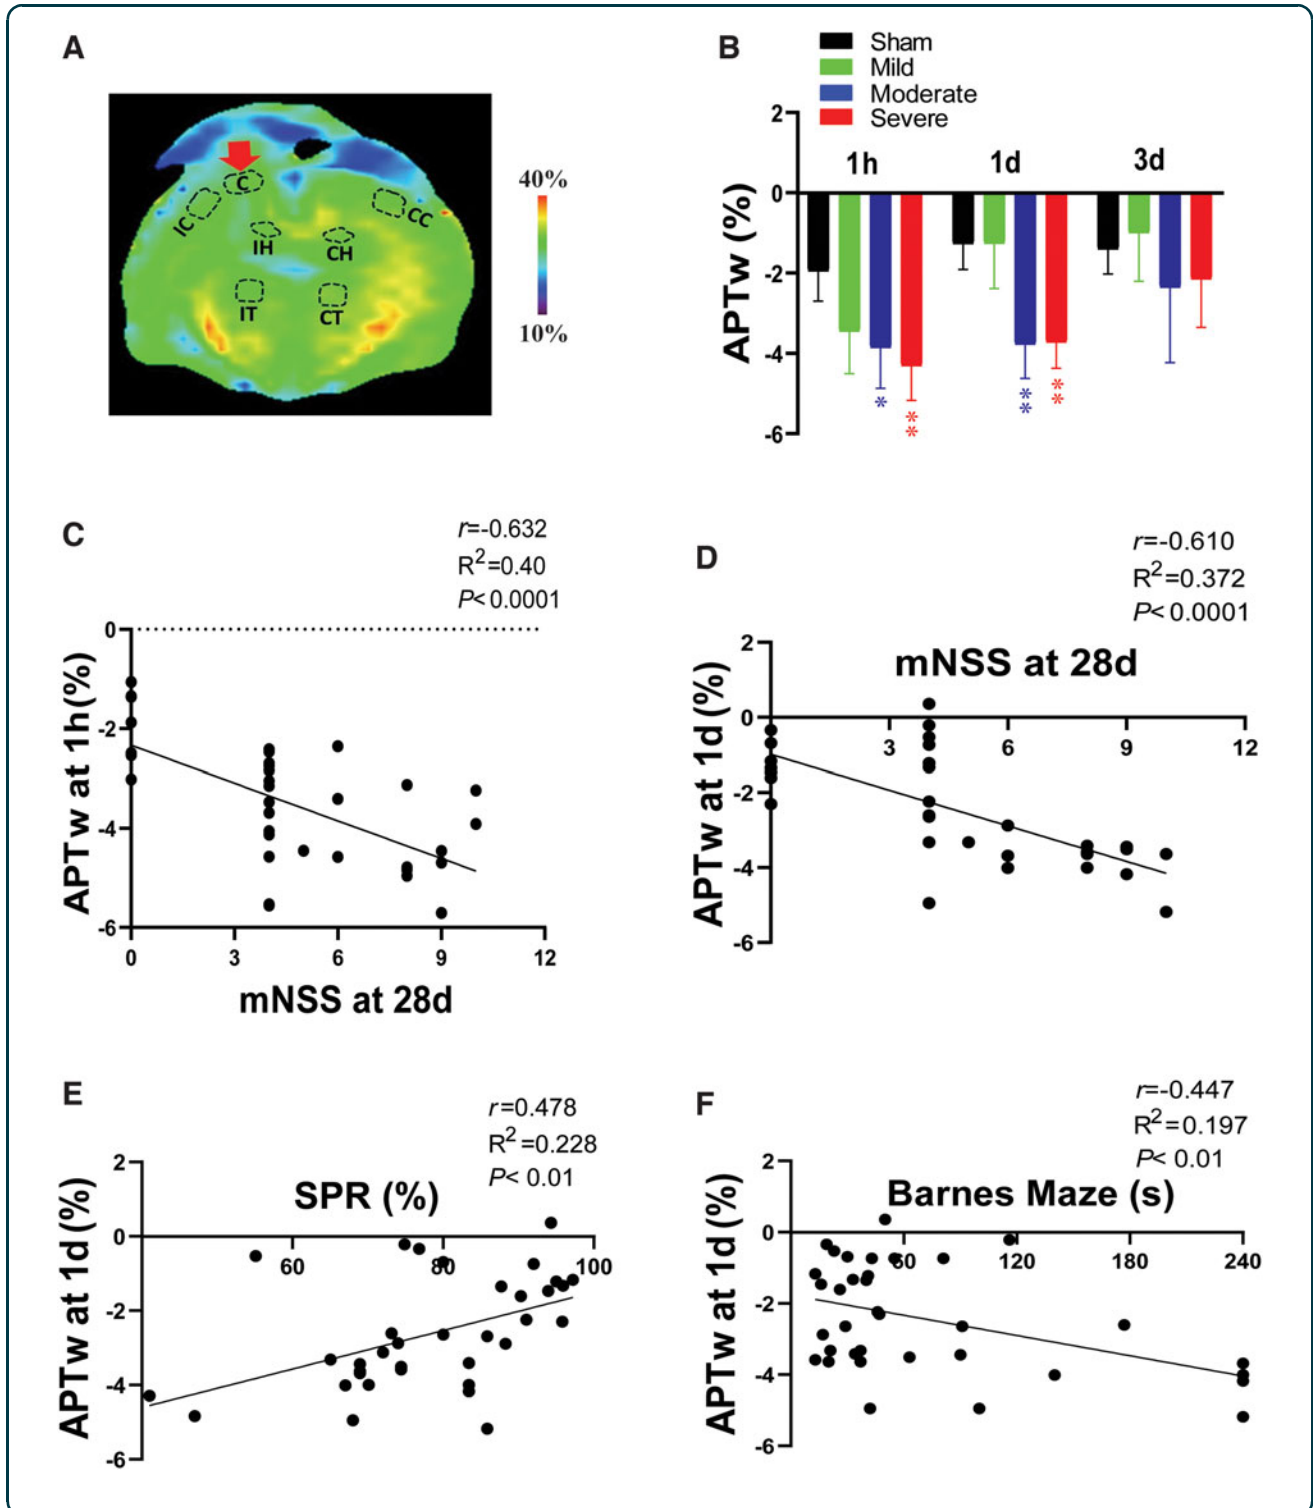 A
C
IC
CC
IH
CH
IT
CT
40%
10%
B
Sham
Mild
Moderate
Severe
1h
1d
3d
APTw (%)
2
0
-2
-4
-6
*
**
**
**
C
r=-0.632
R2=0.40
P< 0.0001
APTw at 1h(%)
0
-2
-4
-6
0 3 6 9 12
mNSS at 28d
D
r=-0.610
R2=0.372
P< 0.0001
mNSS at 28d
APTw at 1d (%)
2
0
-2
-4
-6
3 6 9 12
E
r=0.478
R2=0.228
P< 0.01
SPR (%)
APTw at 1d (%)
2
0
-2
-4
-6
60 80 100
F
r=-0.447
R2=0.197
P< 0.01
Barnes Maze (s)
APTw at 1d (%)
2
0
-2
-4
-6
60 120 180 240